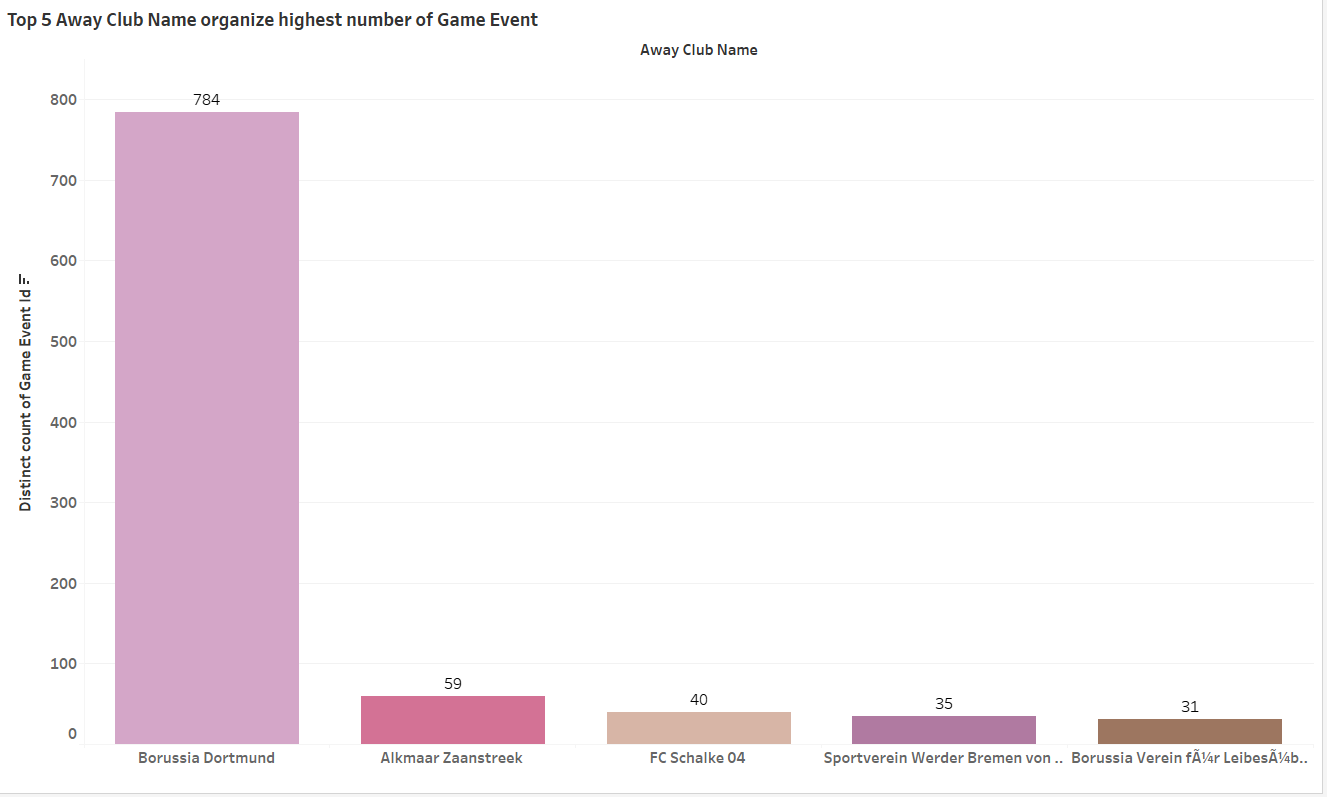 Top 5 Away Club Name organize highest number of Game Event
Away Club Name
Distinct count of Game Event Id
800
700
600
500
400
300
200
100
0
784
59
40
35
31
Borussia Dortmund
Alkmaar Zaanstreek
FC Schalke 04
Sportverein Werder Bremen von ..
Borussia Verein fÃ¼r LeibesÃ¼b..